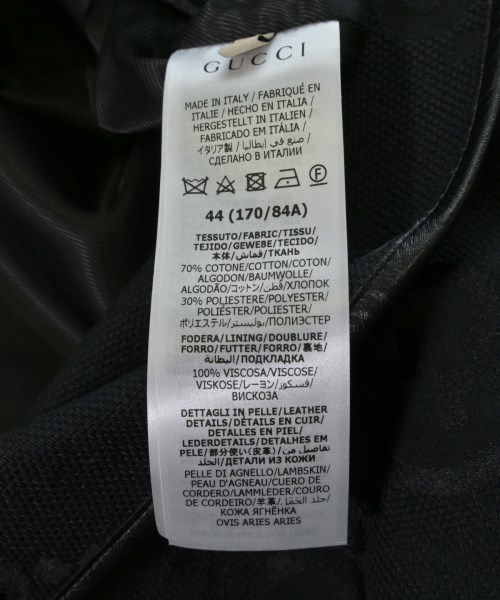 GUCCI
MADE IN ITALY / FABRIQUÉ EN
ITALIE / HECHO EN ITALIA /
HERGESTELLT IN ITALIEN /
FABRICADO EM ITÁLIA /
イタリア製 / صنع في إيطاليا /
СДЕЛАНО В ИТАЛИИ
F
44 (170/84A)
TESSUTO/FABRIC/TISSU/
TEJIDO/GEWEBE/TECIDO/
本体/قماش/ТКАНЬ
70% COTONE/COTTON/COTON/
ALGODON/BAUMWOLLE/
ALGODÃO/コットン/قطن/ХЛОПОК
30% POLIESTERE/POLYESTER/
POLIÉSTER/POLIESTER/
ポリエステル/بوليستر/ПОЛИЭСТЕР
FODERA/LINING/DOUBLURE/
FORRO/FUTTER/FORRO/裏地/
البطانة/ПОДКЛАДКА
100% VISCOSA/VISCOSE/
VISKOSE/レーヨン/فسكوز/
ВИСКОЗА
DETTAGLI IN PELLE/LEATHER
DETAILS/DÉTAILS EN CUIR/
DETALLES EN PIEL/
LEDERDETAILS/DETALHES EM
PELE/部分使い(皮革)/تفاصيل من
الجلد/ДЕТАЛИ ИЗ КОЖИ
PELLE DI AGNELLO/LAMBSKIN/
PEAU D'AGNEAU/CUERO DE
CORDERO/LAMMLEDER/COURO
DE CORDEIRO/羊革/جلد الحمل/
КОЖА ЯГНЁНКА
OVIS ARIES ARIES